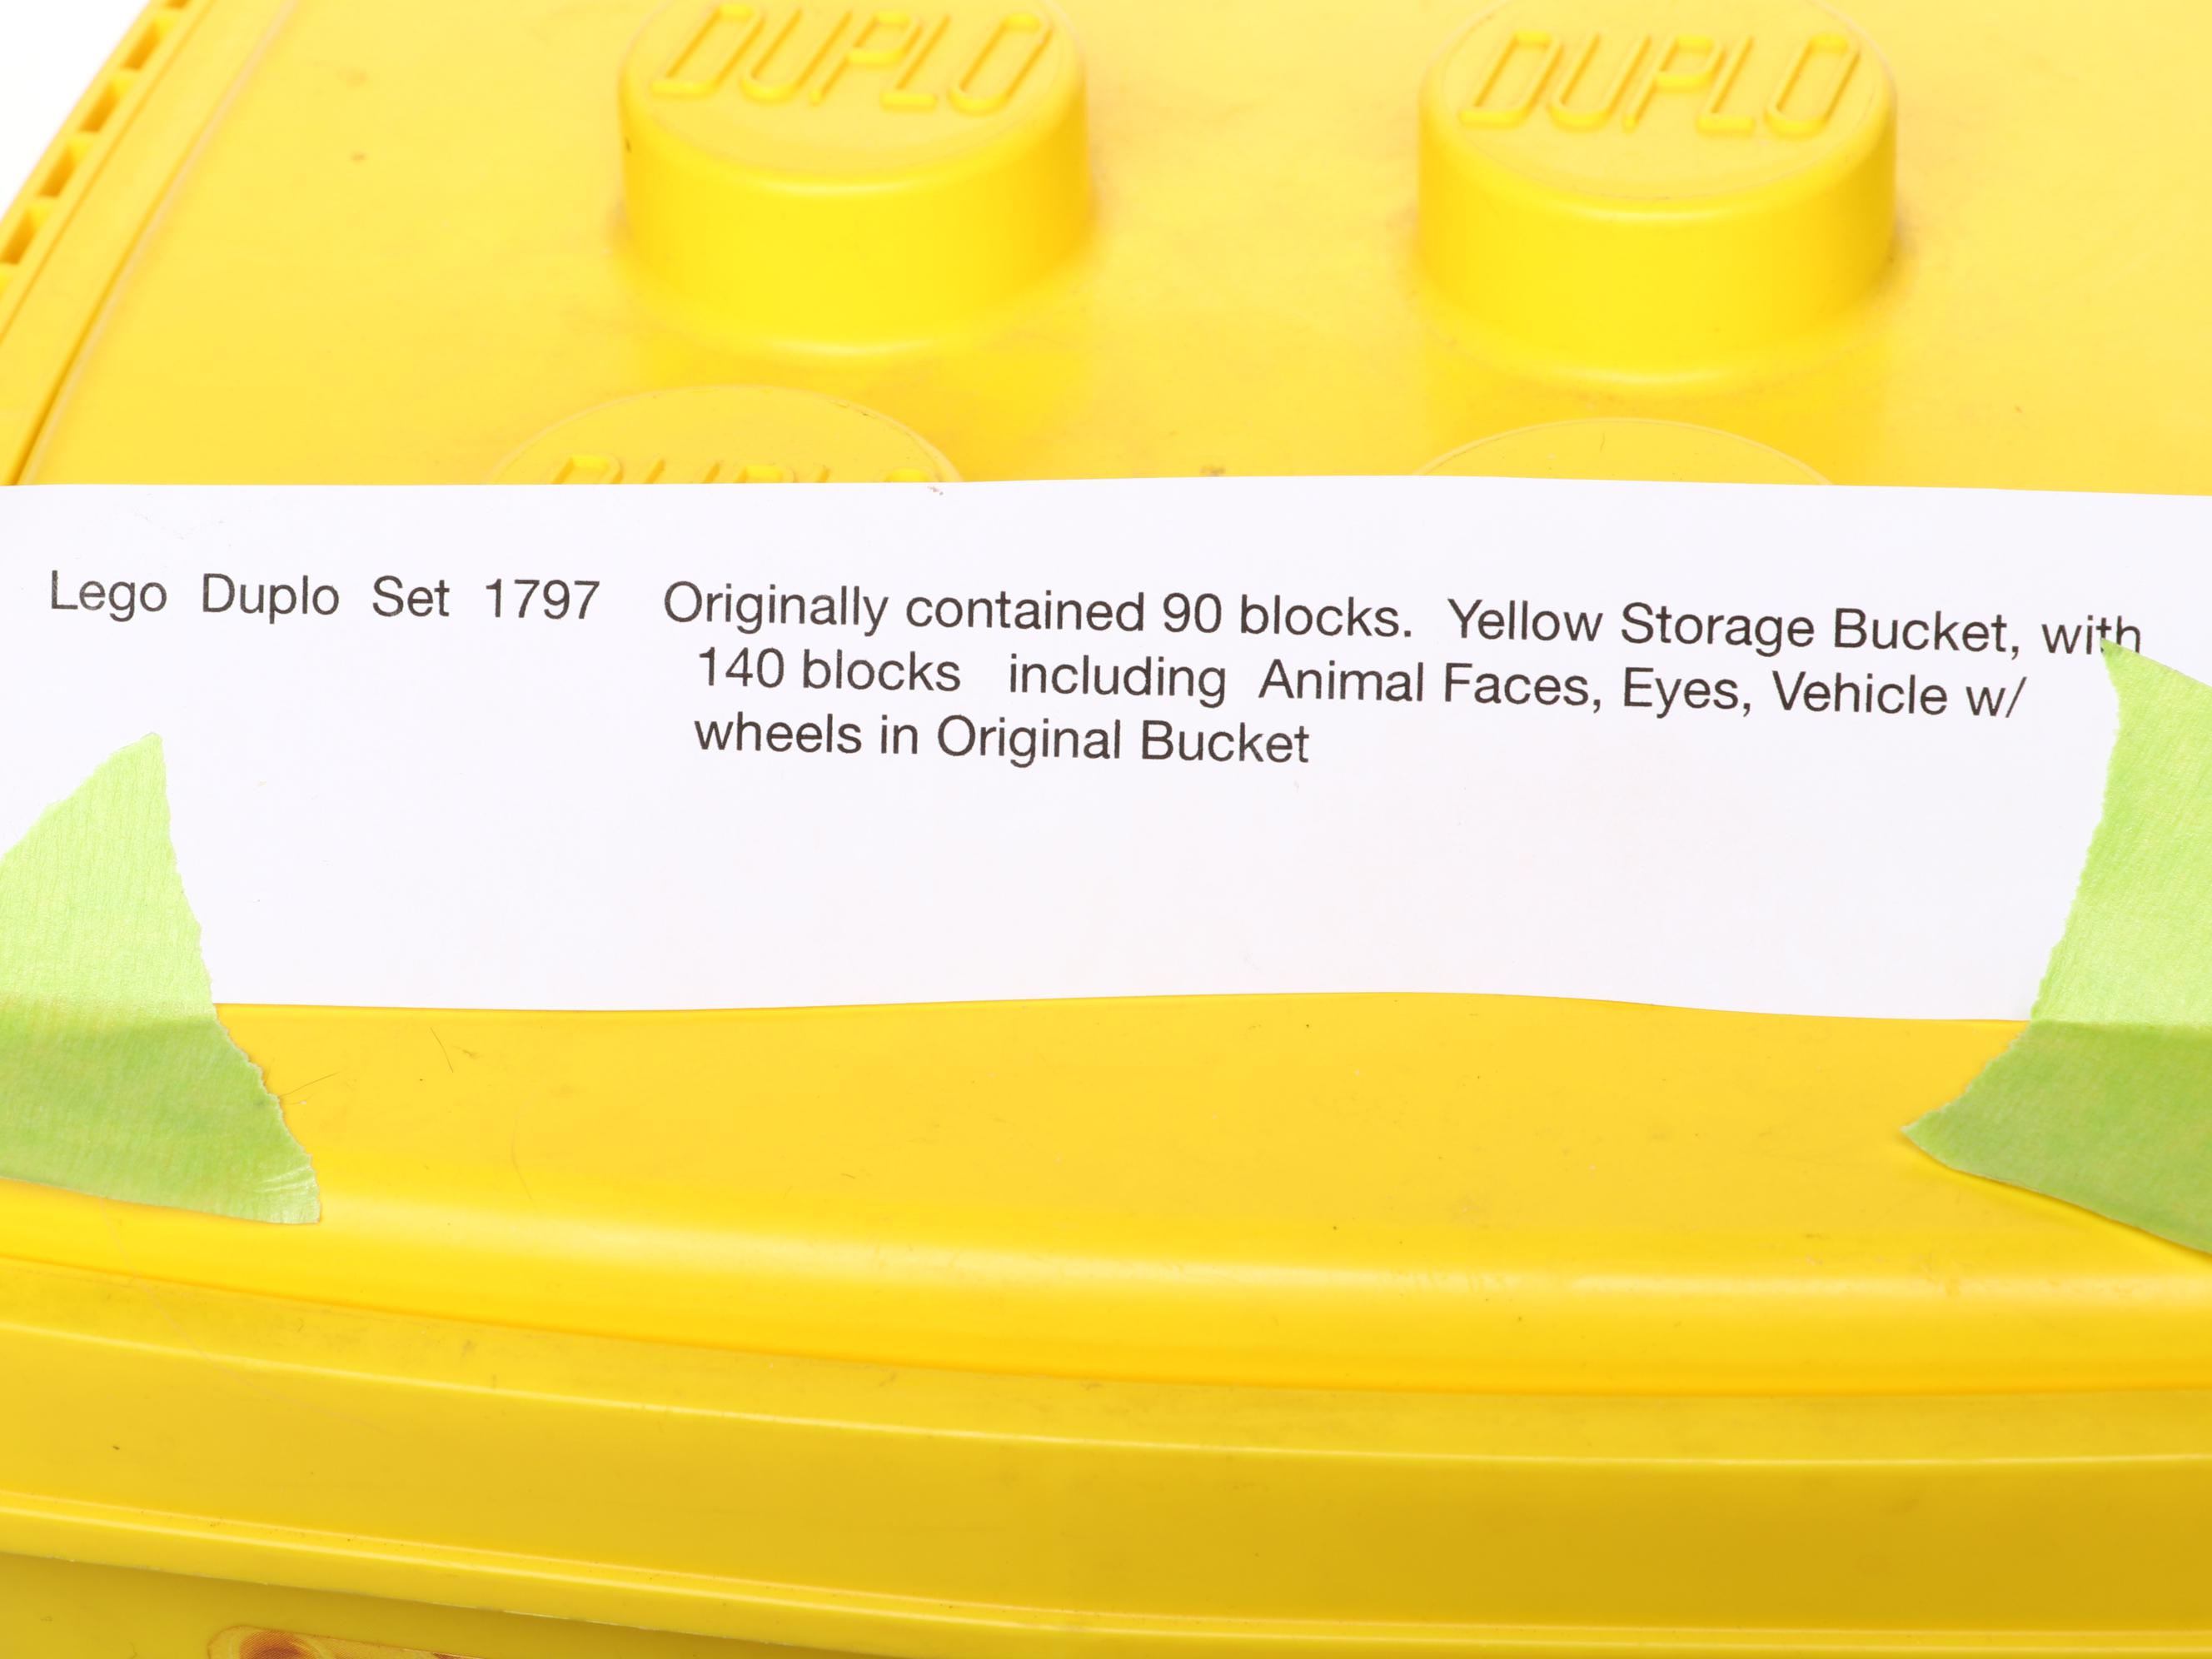 DUPLO DUPLO
DUPLO
Lego Duplo Set 1797 Originally contained 90 blocks. Yellow Storage Bucket, with
140 blocks including Animal Faces, Eyes, Vehicle w/
wheels in Original Bucket